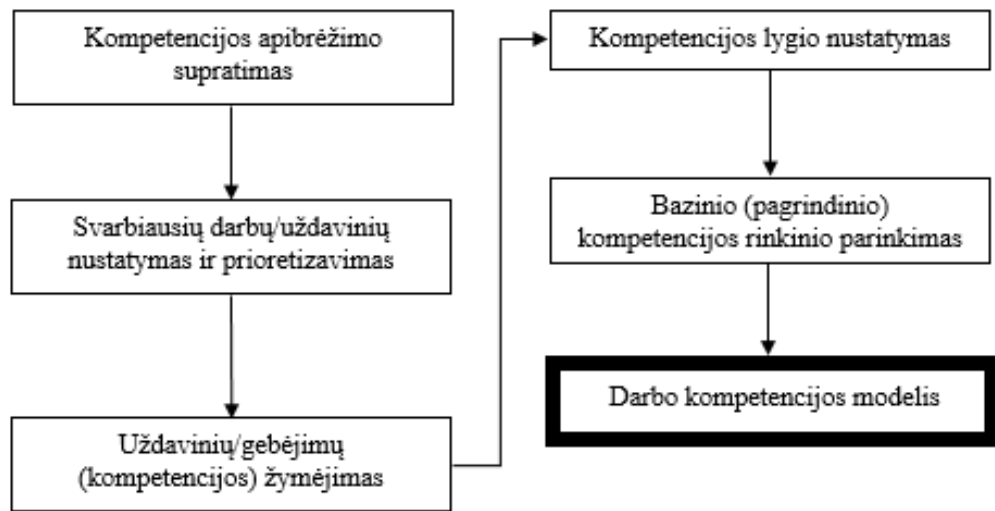 Kompetencijos apibrėžimo
supratimas
Svarbiausių darbų/uždavinių
nustatymas ir prioretizavimas
Uždavinių/gebėjimų
(kompetencijos) žymėjimas
Kompetencijos lygio nustatymas
Bazinio (pagrindinio)
kompetencijos rinkinio parinkimas
Darbo kompetencijos modelis